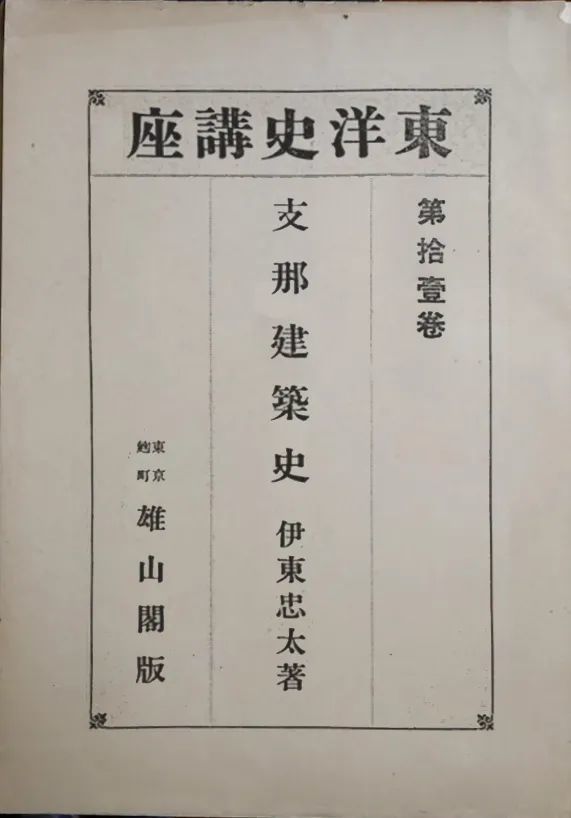 東洋史講座
第拾壹卷
支那建築史 伊東忠太著
東京
麴町
雄山閣版